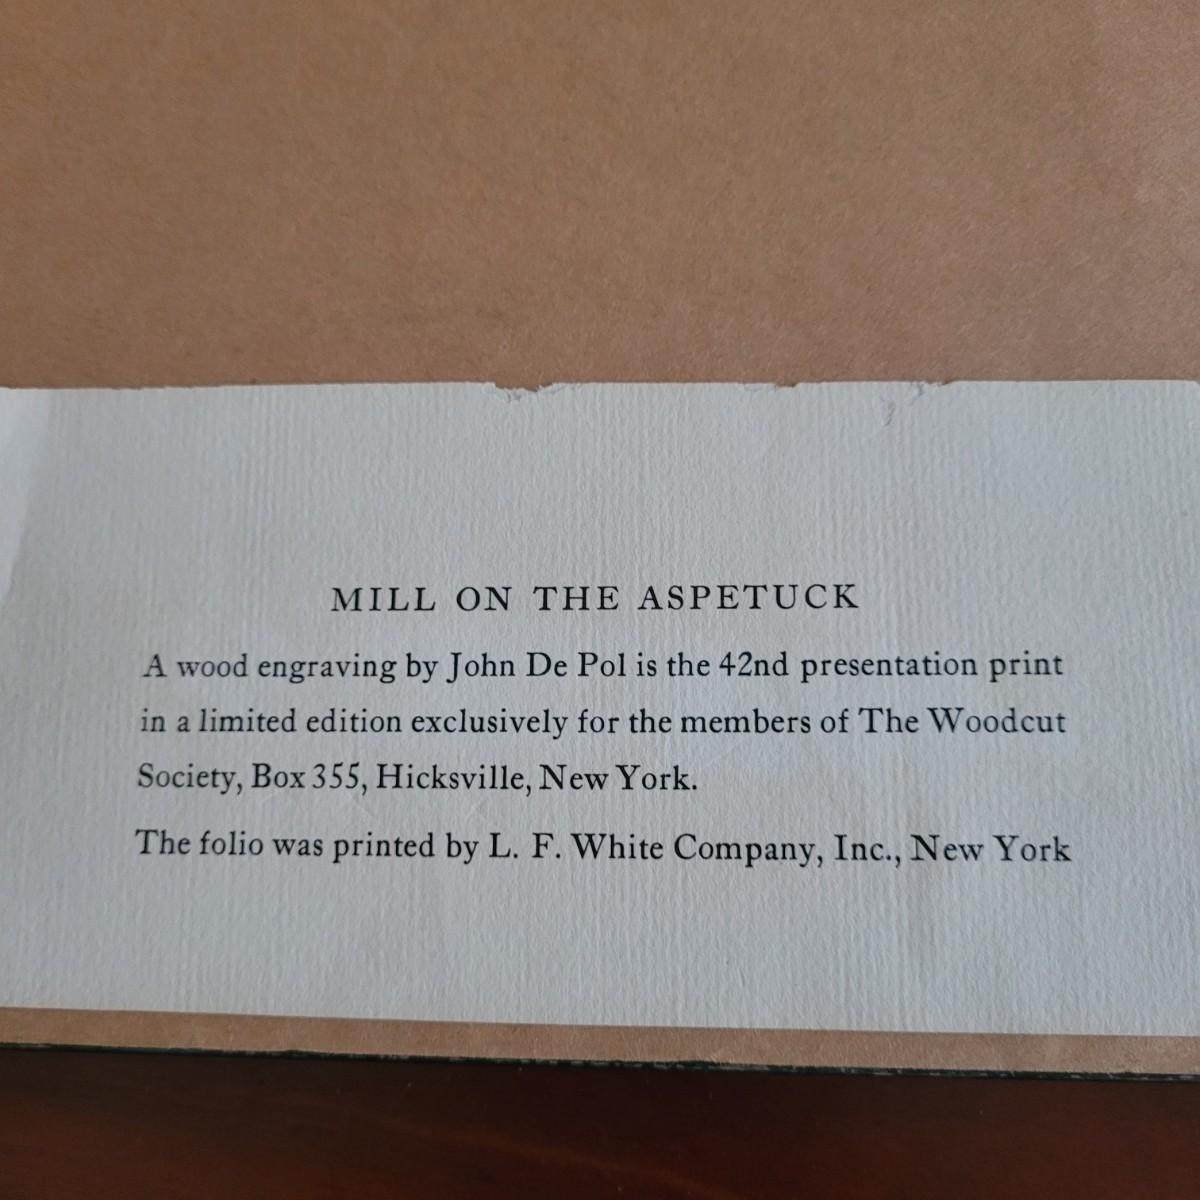 MILL ON THE ASPETUCK
A wood engraving by John De Pol is the 42nd presentation print
in a limited edition exclusively for the members of The Woodcut
Society, Box 355, Hicksville, New York.
The folio was printed by L. F. White Company, Inc., New York